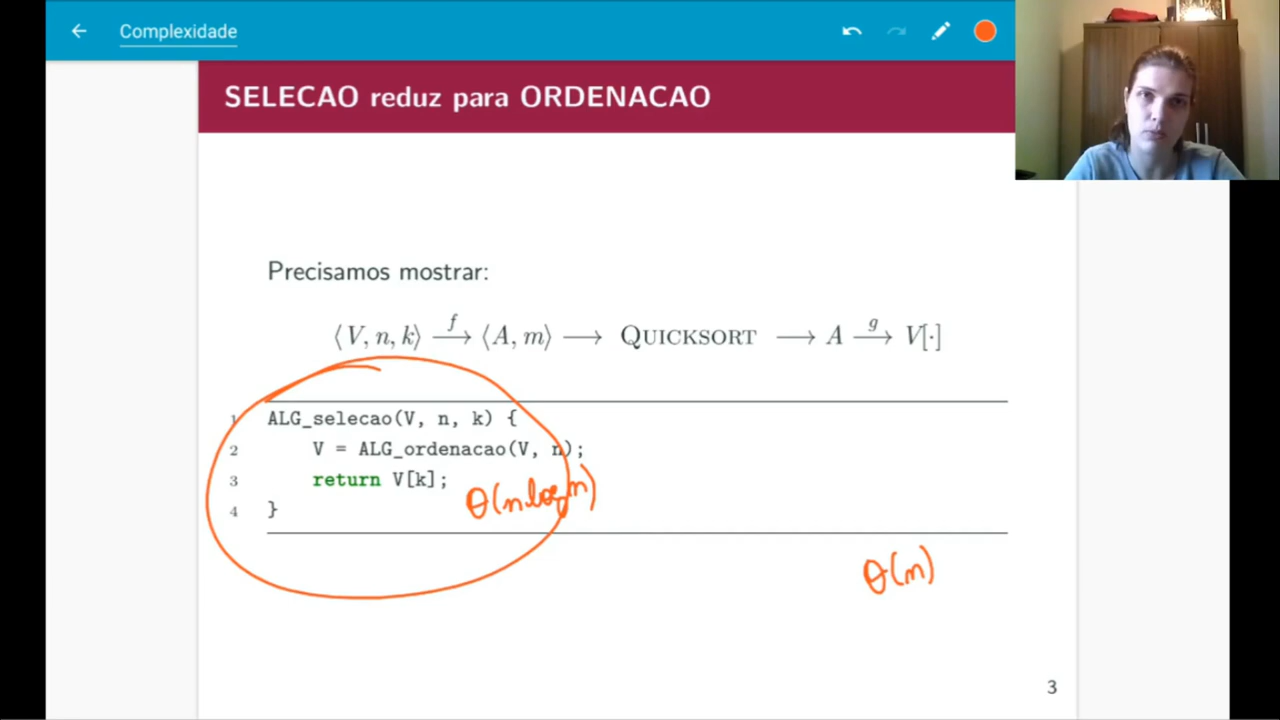 Complexidade
SELECAO reduz para ORDENACAO
Precisamos mostrar:
⟨V, n, k⟩ —f→ ⟨A, m⟩ ⟶ QUICKSORT ⟶ A —g→ V[·]
1 ALG_selecao(V, n, k) {
2 V = ALG_ordenacao(V, n);
3 return V[k];
4 }
θ(n log n)
θ(n)
3